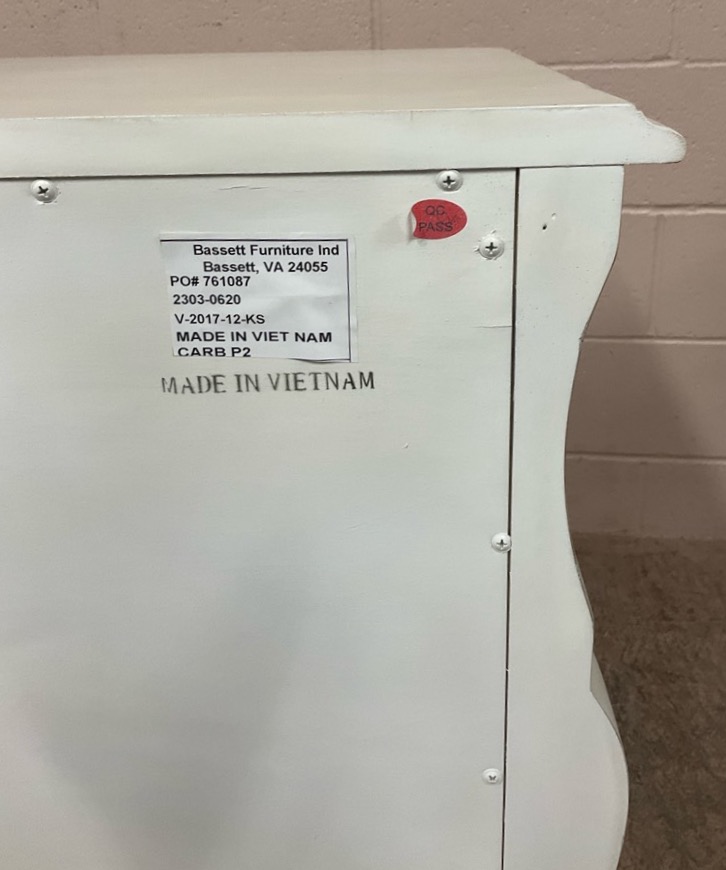 QC
PASS
Bassett Furniture Ind
Bassett, VA 24055
PO# 761087
2303-0620
V-2017-12-KS
MADE IN VIET NAM
CARB P2
MADE IN VIETNAM